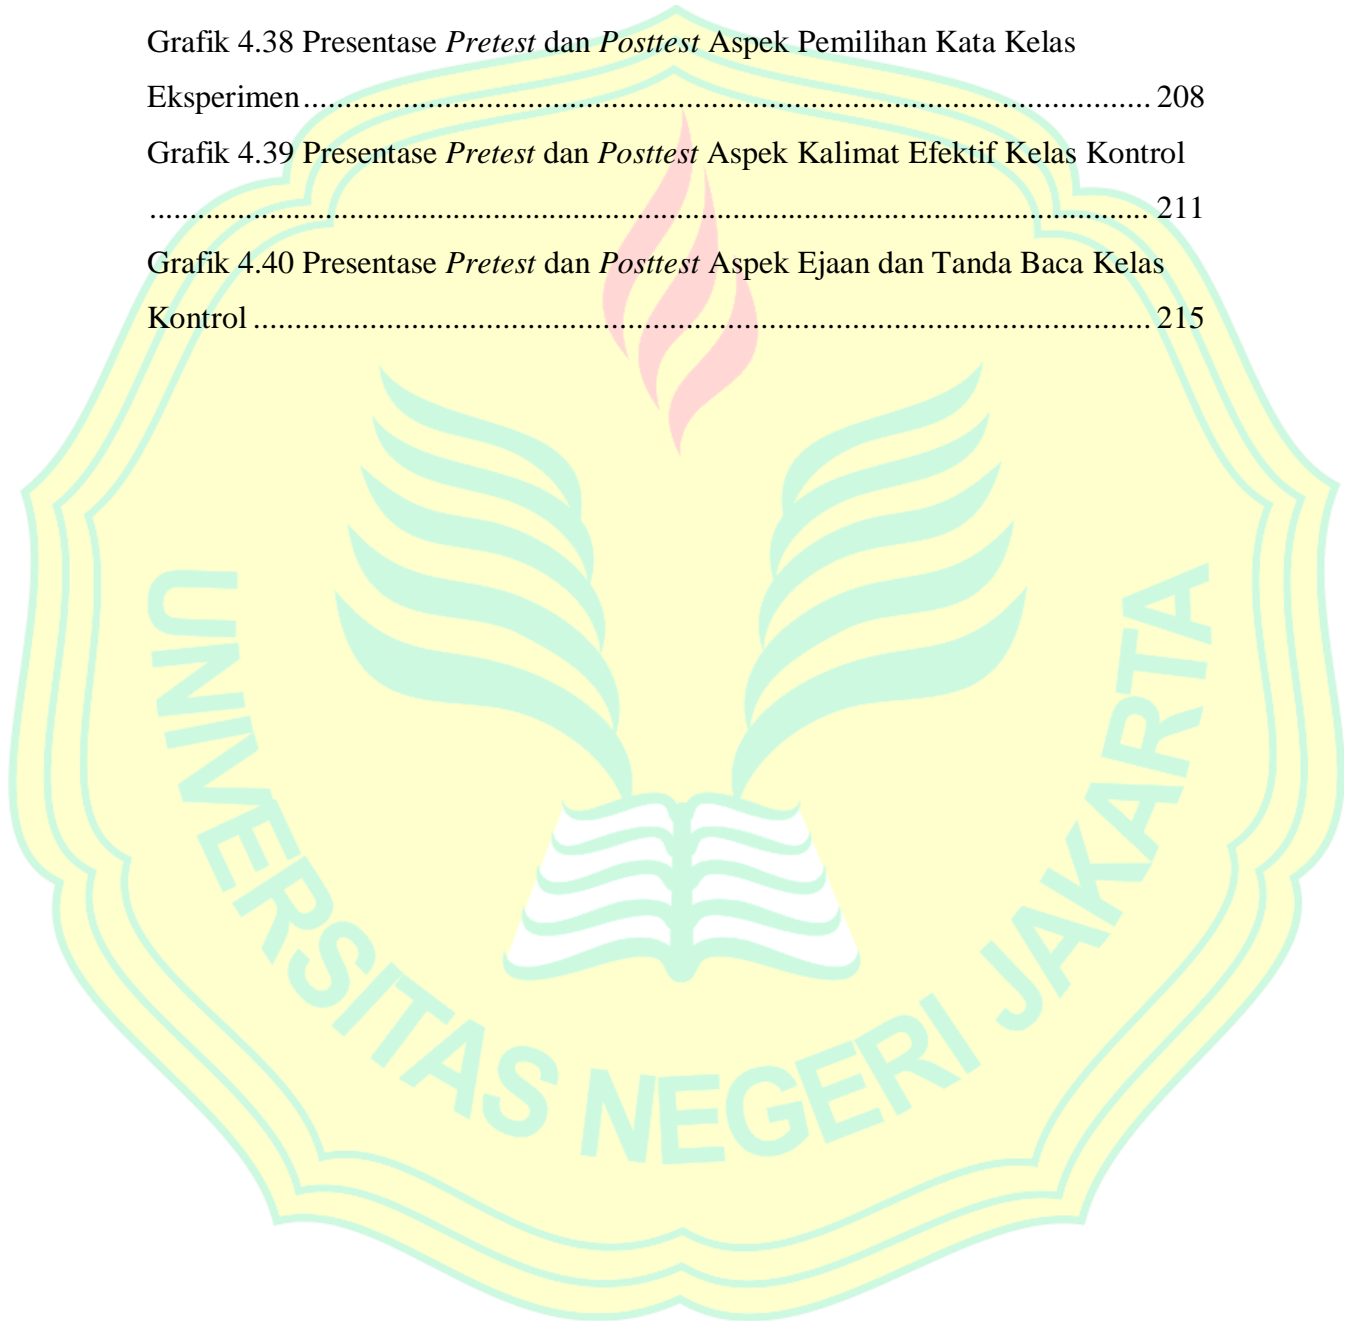 Grafik 4.38 Presentase Pretest dan Posttest Aspek Pemilihan Kata Kelas
Eksperimen........................................................................................................ 208
Grafik 4.39 Presentase Pretest dan Posttest Aspek Kalimat Efektif Kelas Kontrol
.......................................................................................................................... 211
Grafik 4.40 Presentase Pretest dan Posttest Aspek Ejaan dan Tanda Baca Kelas
Kontrol .............................................................................................................. 215
UNIVERSITAS NEGERI JAKARTA